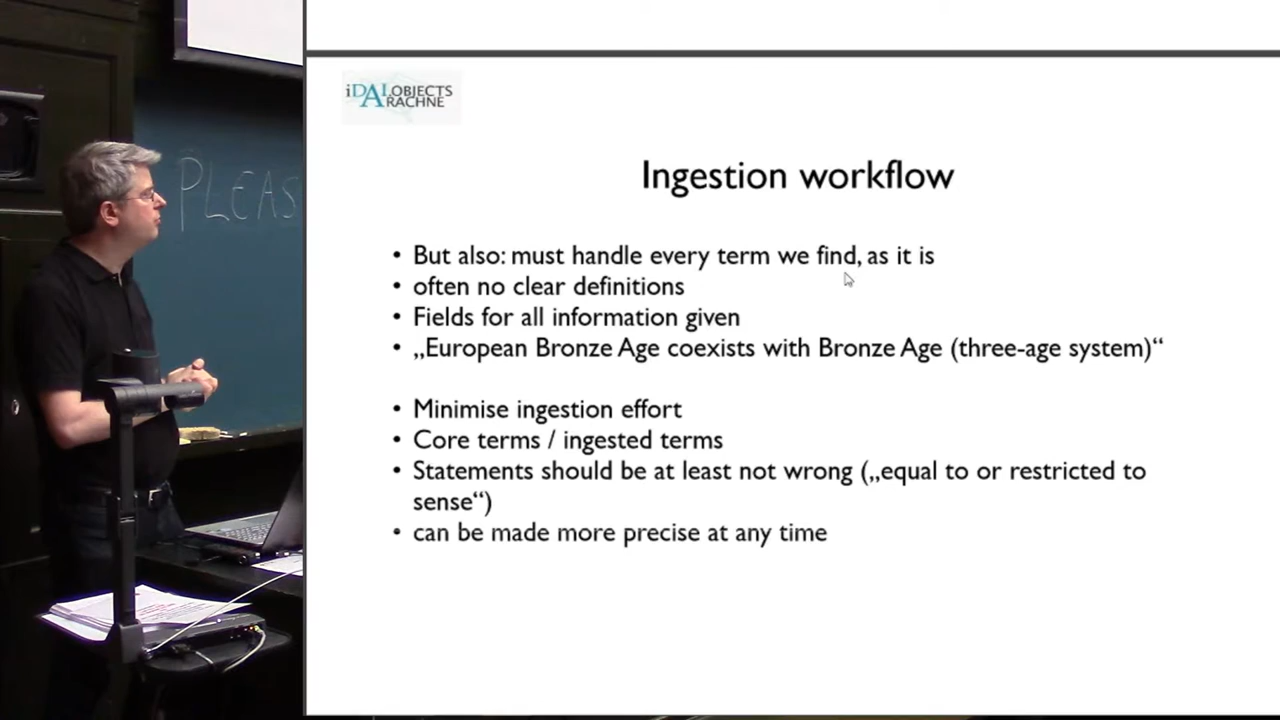 PLEAS
iDAI.OBJECTS
ARACHNE
Ingestion workflow
• But also: must handle every term we find, as it is
• often no clear definitions
• Fields for all information given
• „European Bronze Age coexists with Bronze Age (three-age system)“
• Minimise ingestion effort
• Core terms / ingested terms
• Statements should be at least not wrong („equal to or restricted to
sense“)
• can be made more precise at any time